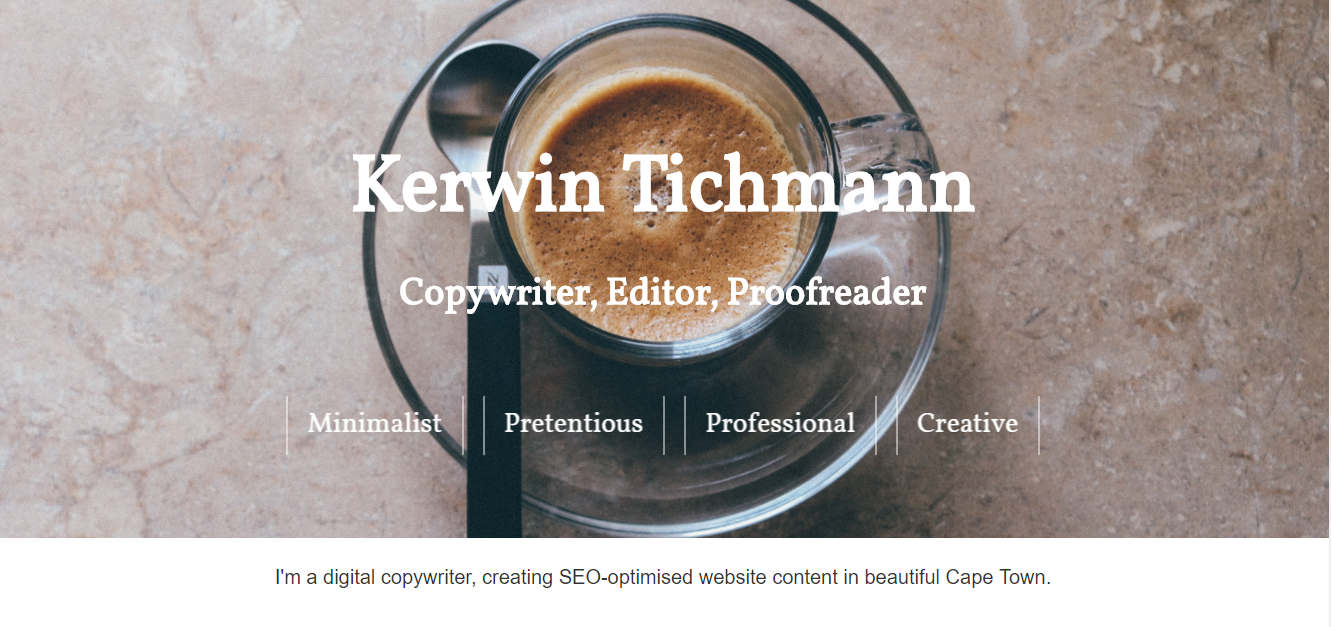 Kerwin Tichmann
Copywriter, Editor, Proofreader
Minimalist Pretentious Professional Creative
I'm a digital copywriter, creating SEO-optimised website content in beautiful Cape Town.